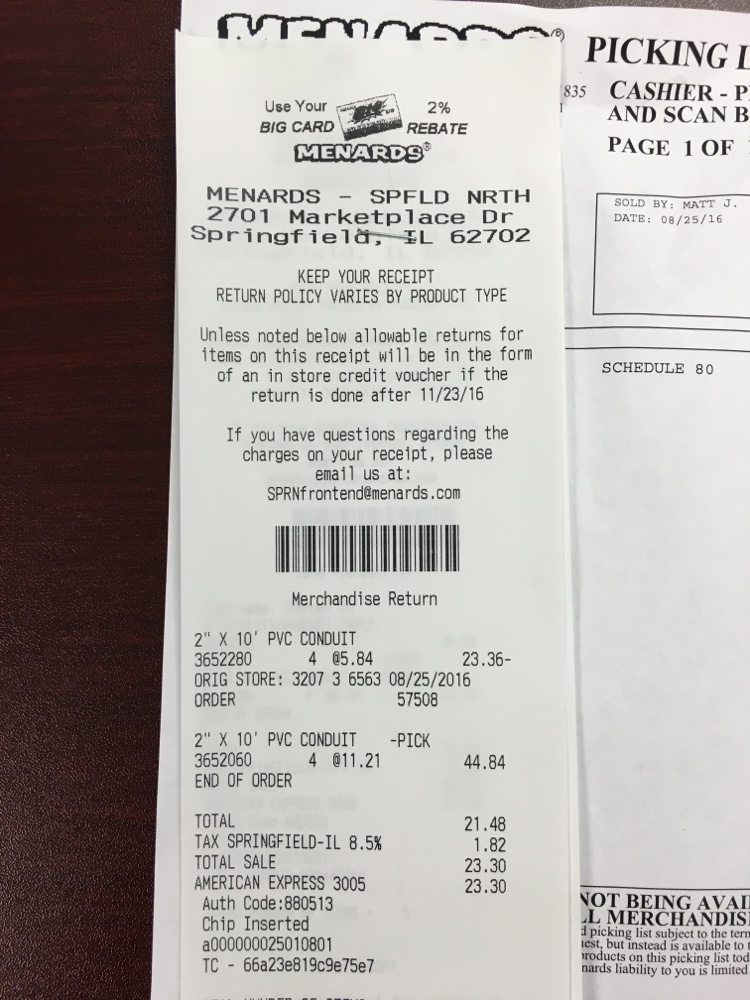 MENARDS®
Use Your
BIG CARD
2%
REBATE
MENARDS®
MENARDS - SPFLD NRTH
2701 Marketplace Dr
Springfield, IL 62702
KEEP YOUR RECEIPT
RETURN POLICY VARIES BY PRODUCT TYPE
Unless noted below allowable returns for
items on this receipt will be in the form
of an in store credit voucher if the
return is done after 11/23/16
If you have questions regarding the
charges on your receipt, please
email us at:
SPRNfrontend@menards.com
Merchandise Return
2" X 10' PVC CONDUIT
3652280 4 @5.84 23.36-
ORIG STORE: 3207 3 6563 08/25/2016
ORDER 57508
2" X 10' PVC CONDUIT -PICK
3652060 4 @11.21 44.84
END OF ORDER
TOTAL 21.48
TAX SPRINGFIELD-IL 8.5% 1.82
TOTAL SALE 23.30
AMERICAN EXPRESS 3005 23.30
Auth Code:880513
Chip Inserted
a000000025010801
TC - 66a23e819c9e75e7
PICKING L
835
CASHIER - P
AND SCAN B
PAGE 1 OF
SOLD BY: MATT J.
DATE: 08/25/16
SCHEDULE 80
NOT BEING AVAI
LL MERCHANDIS
picking list subject to the tern
est, but instead is available to
roducts on this picking list tod
nards liability to you is limited